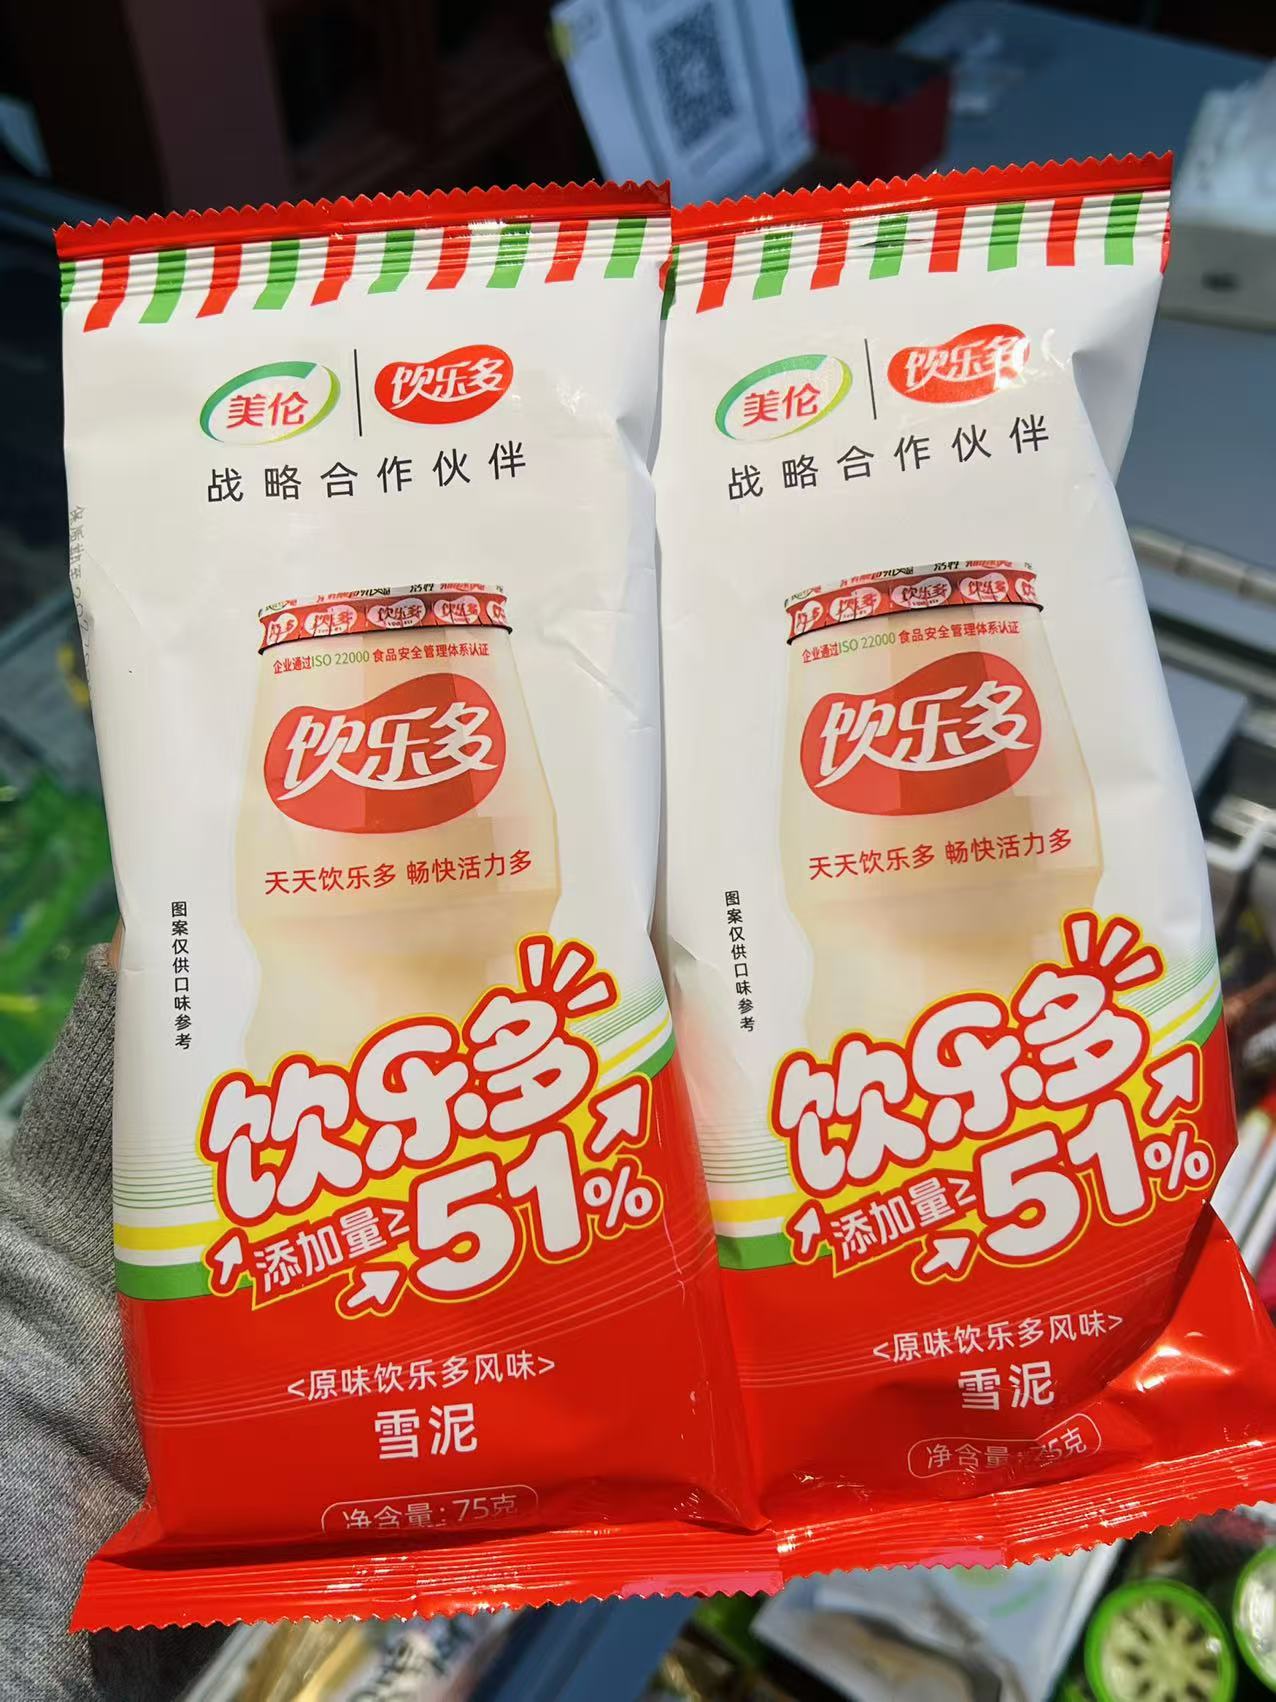 美伦
饮乐多
战略合作伙伴
企业通过ISO 22000食品安全管理体系认证
饮乐多
天天饮乐多 畅快活力多
图案仅供口味参考
饮乐多
添加量≥51%
<原味饮乐多风味>
雪泥
净含量:75克
美伦
饮乐多
战略合作伙伴
企业通过ISO 22000食品安全管理体系认证
饮乐多
天天饮乐多 畅快活力多
图案仅供口味参考
饮乐多
添加量≥51%
<原味饮乐多风味>
雪泥
净含量:75克